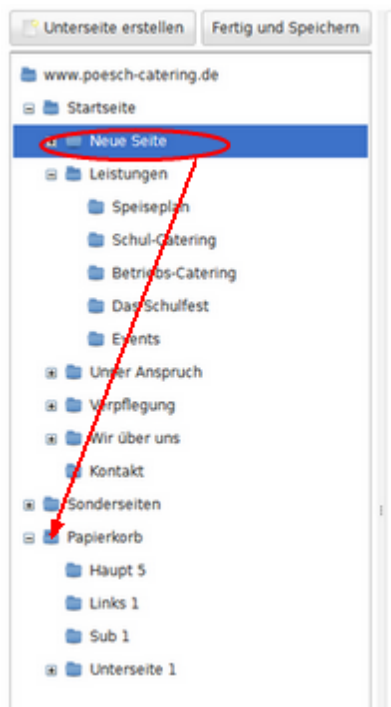 Unterseite erstellen Fertig und Speichern
www.poesch-catering.de
Startseite
Neue Seite
Leistungen
Speiseplan
Schul-Catering
Betriebs-Catering
Das Schulfest
Events
Unser Anspruch
Verpflegung
Wir über uns
Kontakt
Sonderseiten
Papierkorb
Haupt 5
Links 1
Sub 1
Unterseite 1